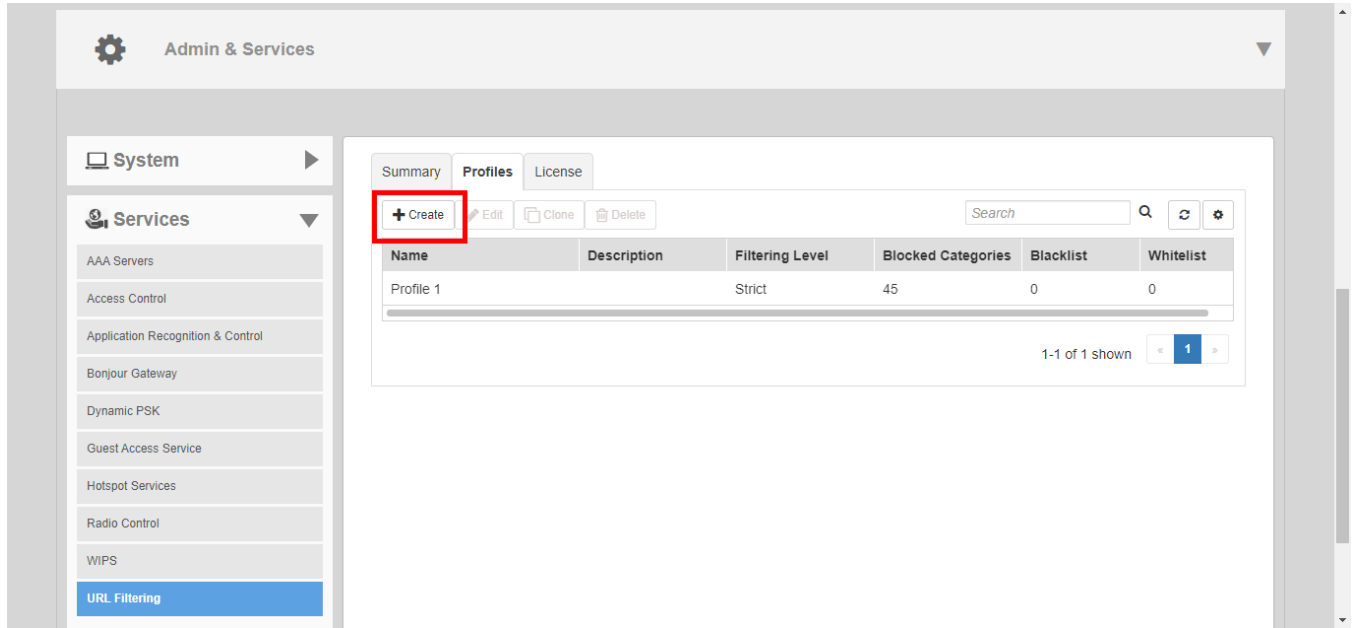 Admin & Services
System
Services
AAA Servers
Access Control
Application Recognition & Control
Bonjour Gateway
Dynamic PSK
Guest Access Service
Hotspot Services
Radio Control
WIPS
URL Filtering
Summary Profiles License
+ Create Edit Clone Delete Search
Name Description Filtering Level Blocked Categories Blacklist Whitelist
Profile 1 Strict 45 0 0
1-1 of 1 shown « 1 »